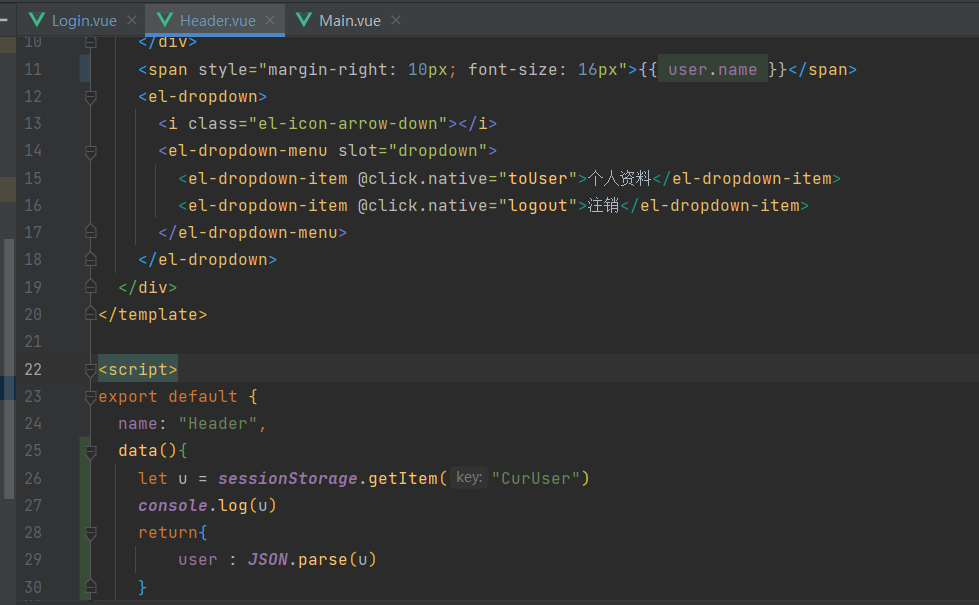 Login.vue × Header.vue × Main.vue ×
10 </div>
11 <span style="margin-right: 10px; font-size: 16px">{{ user.name }}</span>
12 <el-dropdown>
13 <i class="el-icon-arrow-down"></i>
14 <el-dropdown-menu slot="dropdown">
15 <el-dropdown-item @click.native="toUser">个人资料</el-dropdown-item>
16 <el-dropdown-item @click.native="logout">注销</el-dropdown-item>
17 </el-dropdown-menu>
18 </el-dropdown>
19 </div>
20 </template>
21
22 <script>
23 export default {
24 name: "Header",
25 data(){
26 let u = sessionStorage.getItem( key: "CurUser")
27 console.log(u)
28 return{
29 user : JSON.parse(u)
30 }